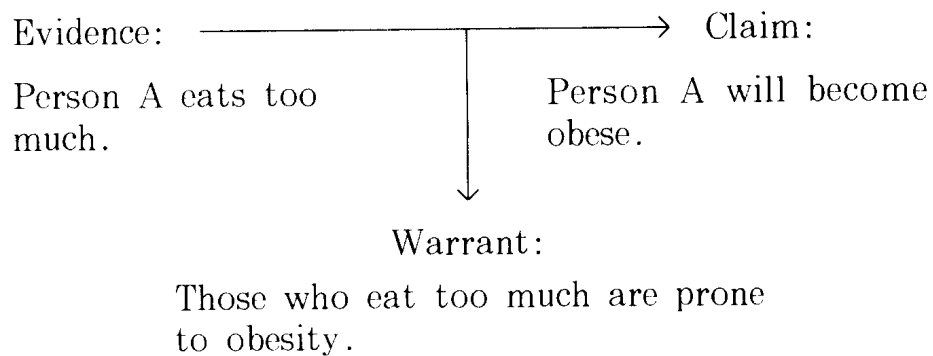 Evidence:
Claim:
Person A eats too
much.
Person A will become
obese.
Warrant:
Those who eat too much are prone
to obesity.